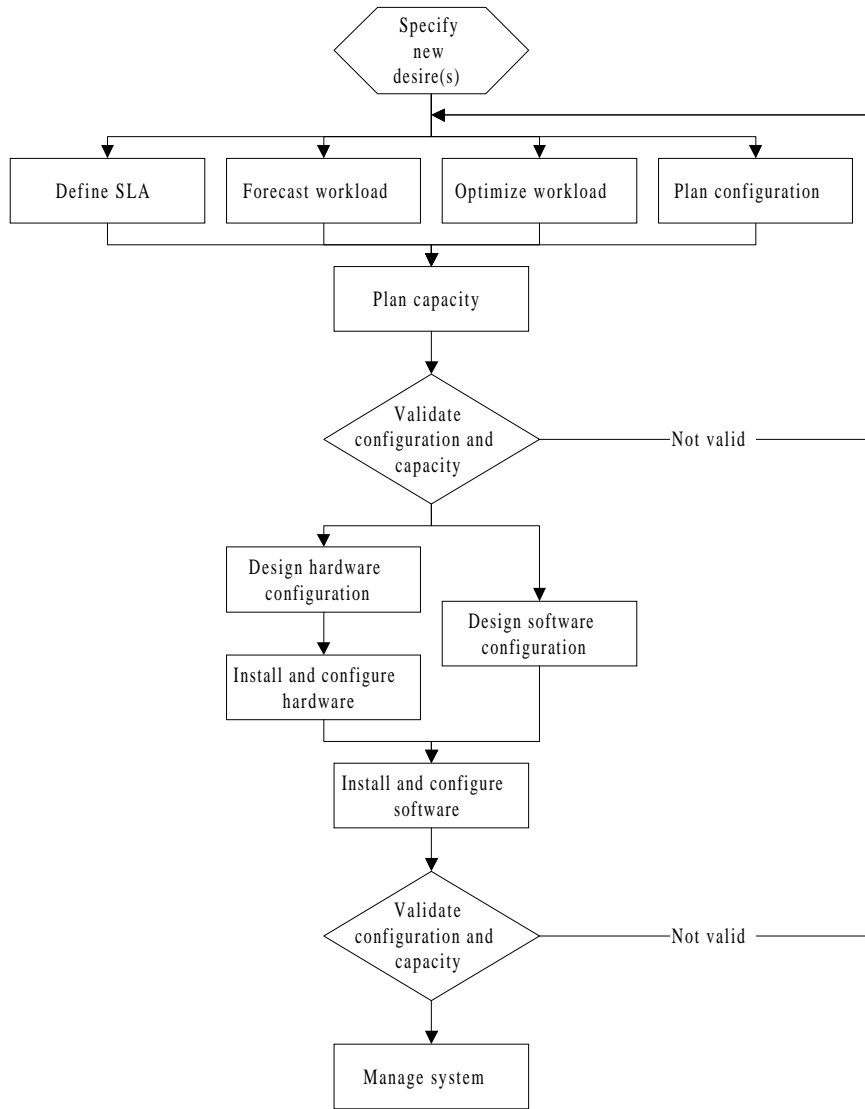 Specify
new
desire(s)
Define SLA
Forecast workload
Optimize workload
Plan configuration
Plan capacity
Validate
configuration and
capacity
Not valid
Design hardware
configuration
Design software
configuration
Install and configure
hardware
Install and configure
software
Validate
configuration and
capacity
Not valid
Manage system